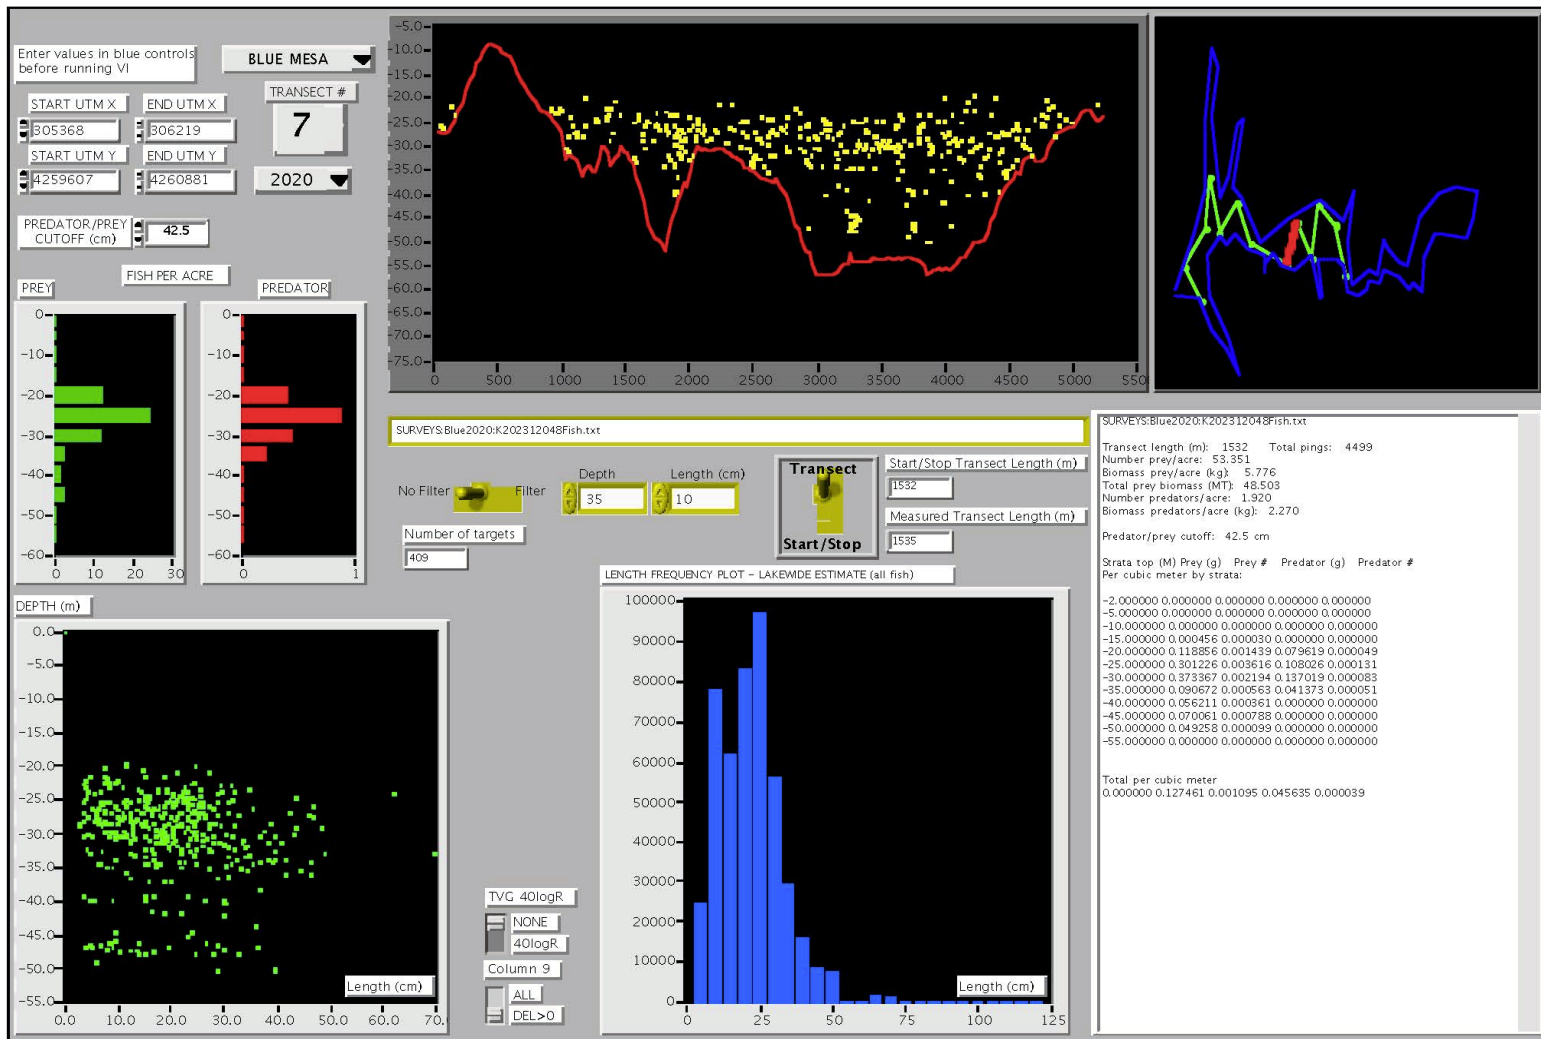 Enter values in blue controls
before running VI
BLUE MESA
START UTM X
END UTM X
TRANSECT #
305368
306219
7
START UTM Y
END UTM Y
4259607
4260881
2020
PREDATOR/PREY
CUTOFF (cm)
42.5
FISH PER ACRE
PREY
PREDATOR
0
-10
-20
-30
-40
-50
-60
0 10 20 30
0
-10
-20
-30
-40
-50
-60
0 1
-5.0
-10.0
-15.0
-20.0
-25.0
-30.0
-35.0
-40.0
-45.0
-50.0
-55.0
-60.0
-65.0
-70.0
-75.0
0 500 1000 1500 2000 2500 3000 3500 4000 4500 5000 5500
SURVEYS:Blue2020:K202312048Fish.txt
No Filter
Filter
Depth
35
Length (cm)
10
Number of targets
409
Transect
Start/Stop
Start/Stop Transect Length (m)
1532
Measured Transect Length (m)
1535
DEPTH (m)
0.0
-5.0
-10.0
-15.0
-20.0
-25.0
-30.0
-35.0
-40.0
-45.0
-50.0
-55.0
Length (cm)
0.0 10.0 20.0 30.0 40.0 50.0 60.0 70.
TVG 40logR
NONE
40logR
Column 9
ALL
DEL>0
LENGTH FREQUENCY PLOT - LAKEWIDE ESTIMATE (all fish)
100000
90000
80000
70000
60000
50000
40000
30000
20000
10000
0
Length (cm)
0 25 50 75 100 125
SURVEYS:Blue2020:K202312048Fish.txt
Transect length (m): 1532 Total pings: 4499
Number prey/acre: 53.351
Biomass prey/acre (kg): 5.776
Total prey biomass (MT): 48.503
Number predators/acre: 1.920
Biomass predators/acre (kg): 2.270
Predator/prey cutoff: 42.5 cm
Strata top (M) Prey (g) Prey # Predator (g) Predator #
Per cubic meter by strata:
-2.000000 0.000000 0.000000 0.000000 0.000000
-5.000000 0.000000 0.000000 0.000000 0.000000
-10.000000 0.000000 0.000000 0.000000 0.000000
-15.000000 0.000456 0.000030 0.000000 0.000000
-20.000000 0.118856 0.001439 0.079619 0.000049
-25.000000 0.301226 0.003616 0.108026 0.000131
-30.000000 0.373367 0.002194 0.137019 0.000083
-35.000000 0.090672 0.000563 0.041373 0.000051
-40.000000 0.056211 0.000361 0.000000 0.000000
-45.000000 0.070061 0.000788 0.000000 0.000000
-50.000000 0.049258 0.000099 0.000000 0.000000
-55.000000 0.000000 0.000000 0.000000 0.000000
Total per cubic meter
0.000000 0.127461 0.001095 0.045635 0.000039